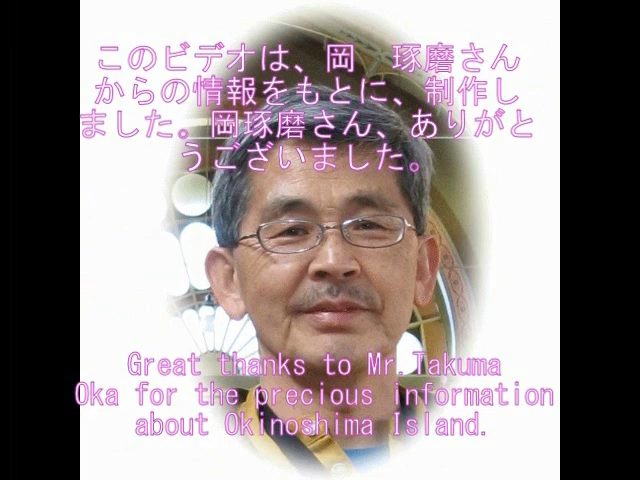 このビデオは、岡　琢磨さん
からの情報をもとに、制作し
ました。岡琢磨さん、ありがと
うございました。
Great thanks to Mr.Takuma
Oka for the precious information
about Okinoshima Island.